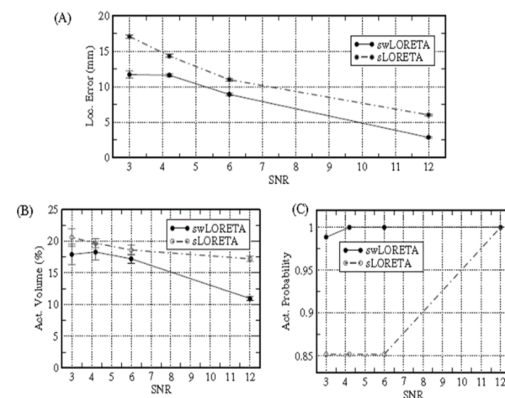 (A)
20
15
10
5
0
Loc. Error (mm)
swLORETA
sLORETA
3 4 5 6 7 8 9 10 11 12
SNR
(B)
25
20
15
10
5
0
Act. Volume (%)
swLORETA
sLORETA
3 4 5 6 7 8 9 10 11 12
SNR
(C)
1
0.95
0.9
0.85
Act. Probability
swLORETA
sLORETA
3 4 5 6 7 8 9 10 11 12
SNR